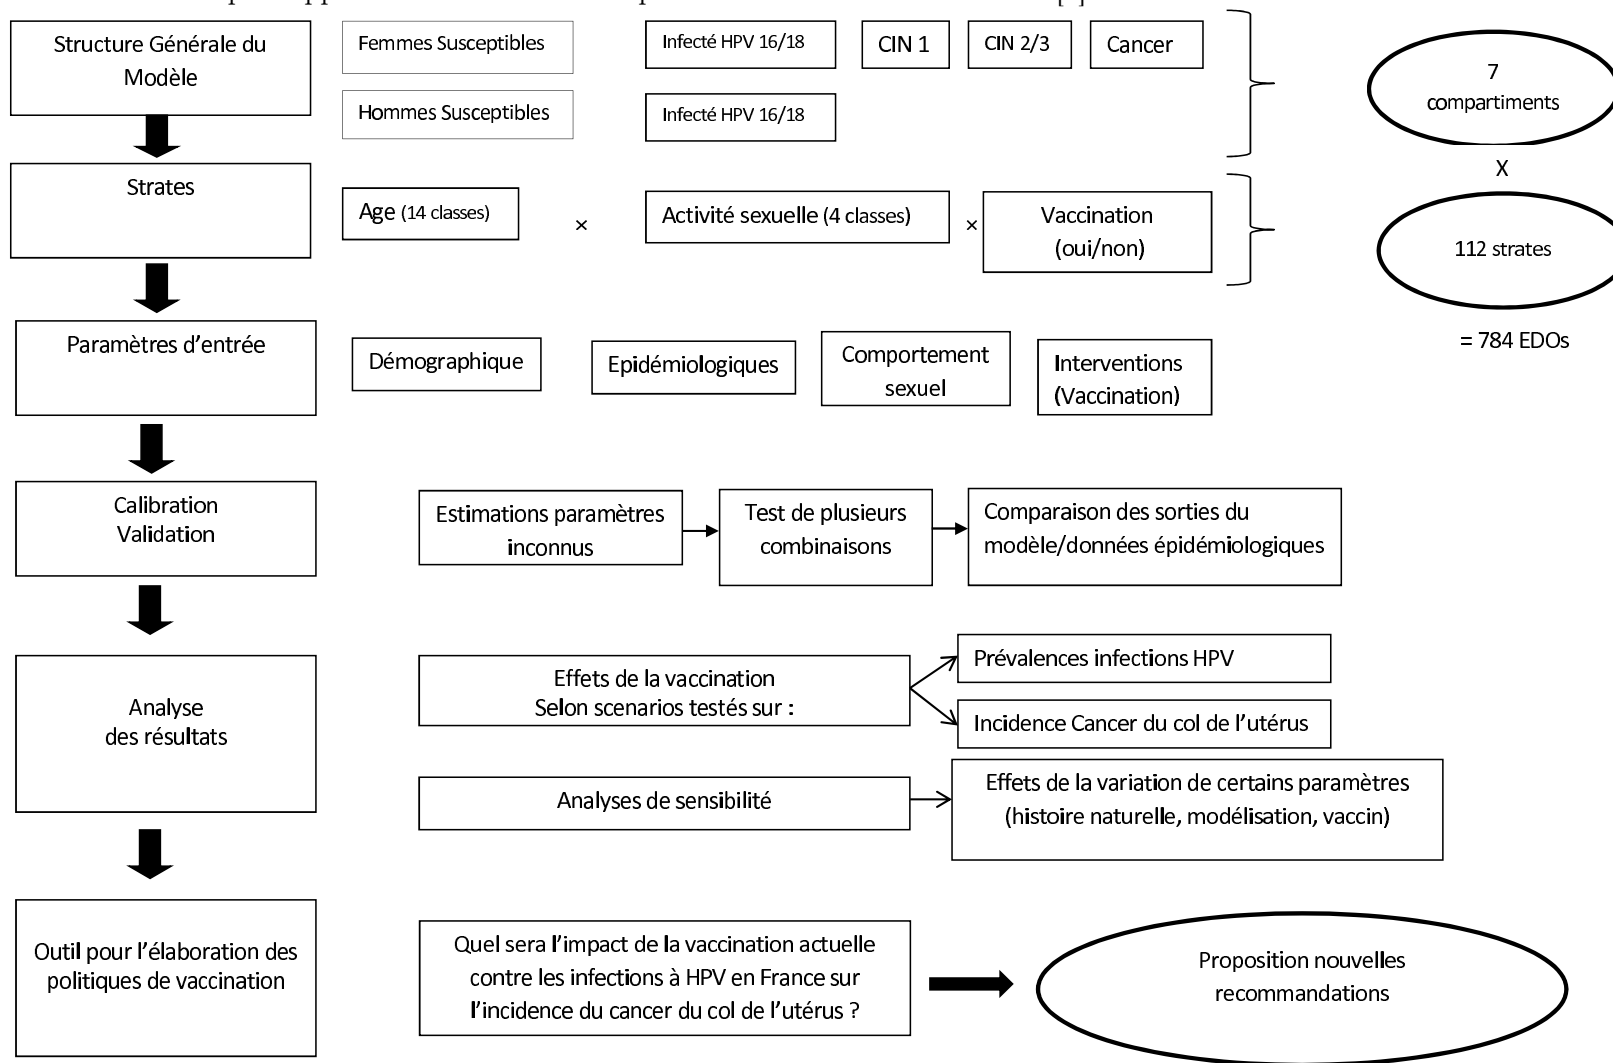 Structure Générale du
Modèle
Femmes Susceptibles
Infecté HPV 16/18
CIN 1
CIN 2/3
Cancer
Hommes Susceptibles
Infecté HPV 16/18
7
compartiments
X
Strates
Age (14 classes)
×
Activité sexuelle (4 classes)
×
Vaccination
(oui/non)
112 strates
= 784 EDOs
Paramètres d'entrée
Démographique
Epidémiologiques
Comportement
sexuel
Interventions
(Vaccination)
Calibration
Validation
Estimations paramètres
inconnus
Test de plusieurs
combinaisons
Comparaison des sorties du
modèle/données épidémiologiques
Analyse
des résultats
Effets de la vaccination
Selon scenarios testés sur :
Prévalences infections HPV
Incidence Cancer du col de l'utérus
Analyses de sensibilité
Effets de la variation de certains paramètres
(histoire naturelle, modélisation, vaccin)
Outil pour l'élaboration des
politiques de vaccination
Quel sera l'impact de la vaccination actuelle
contre les infections à HPV en France sur
l'incidence du cancer du col de l'utérus ?
Proposition nouvelles
recommandations